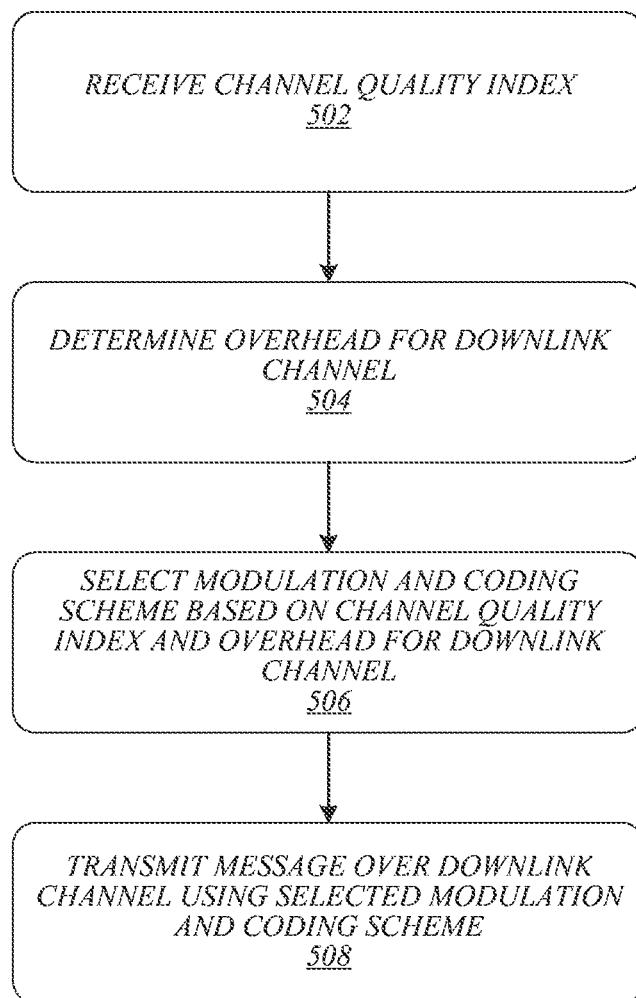 RECEIVE CHANNEL QUALITY INDEX
502
DETERMINE OVERHEAD FOR DOWNLINK
CHANNEL
504
SELECT MODULATION AND CODING
SCHEME BASED ON CHANNEL QUALITY
INDEX AND OVERHEAD FOR DOWNLINK
CHANNEL
506
TRANSMIT MESSAGE OVER DOWNLINK
CHANNEL USING SELECTED MODULATION
AND CODING SCHEME
508